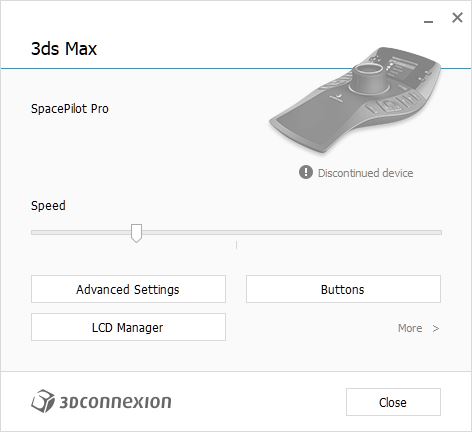 3ds Max
SpacePilot Pro
Discontinued device
Speed
Advanced Settings
Buttons
LCD Manager
More >
3DCONNEXION
Close